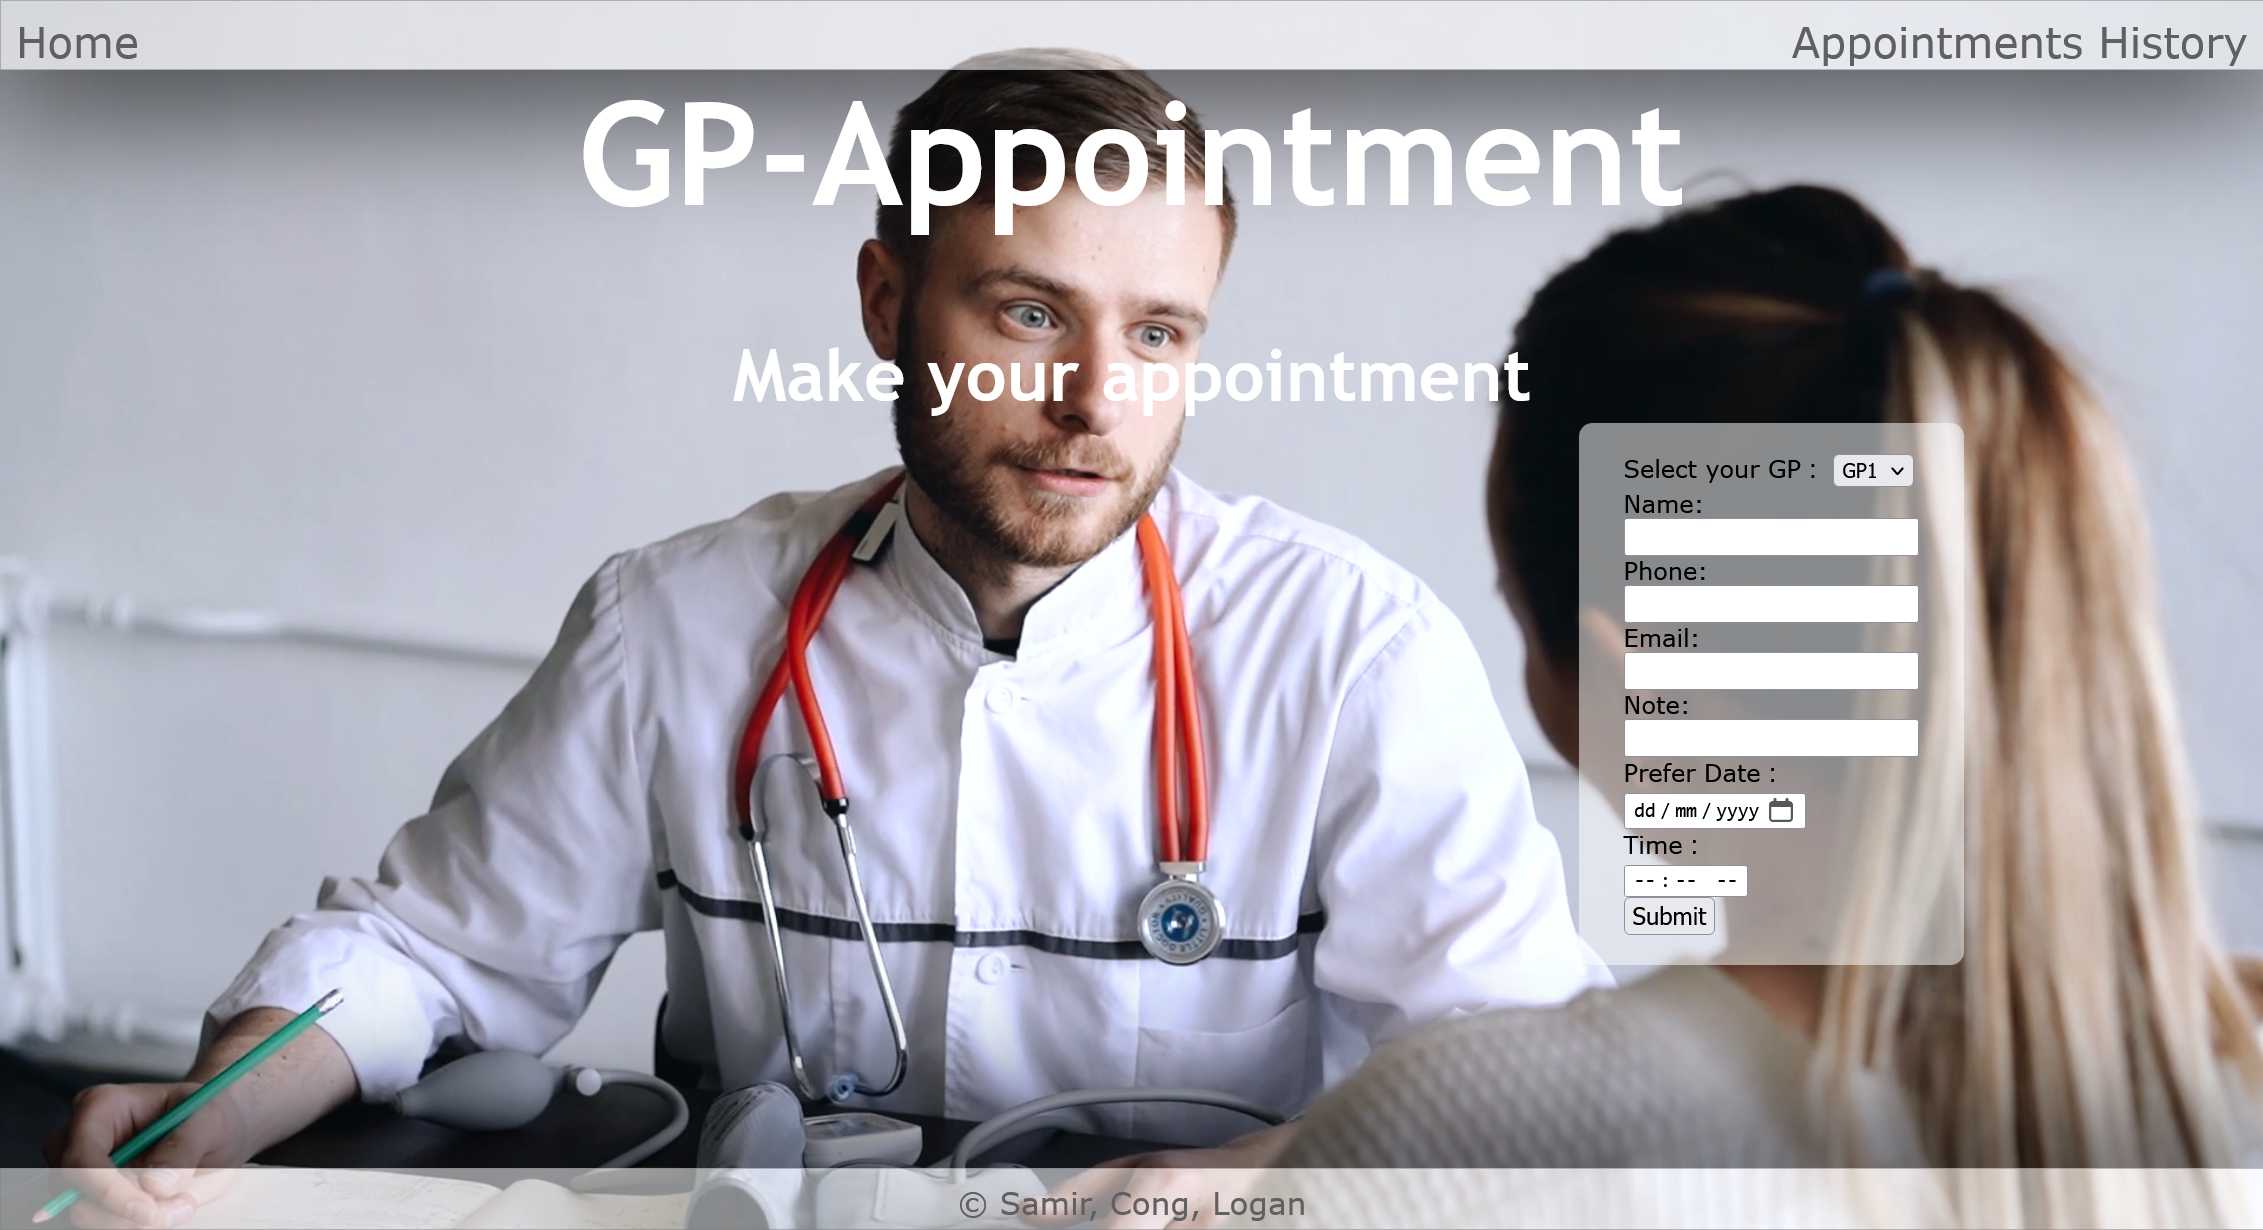 Home
Appointments History
GP-Appointment
Make your appointment
Select your GP : GP1
Name:
Phone:
Email:
Note:
Prefer Date :
dd / mm / yyyy
Time :
-- : -- --
Submit
© Samir, Cong, Logan